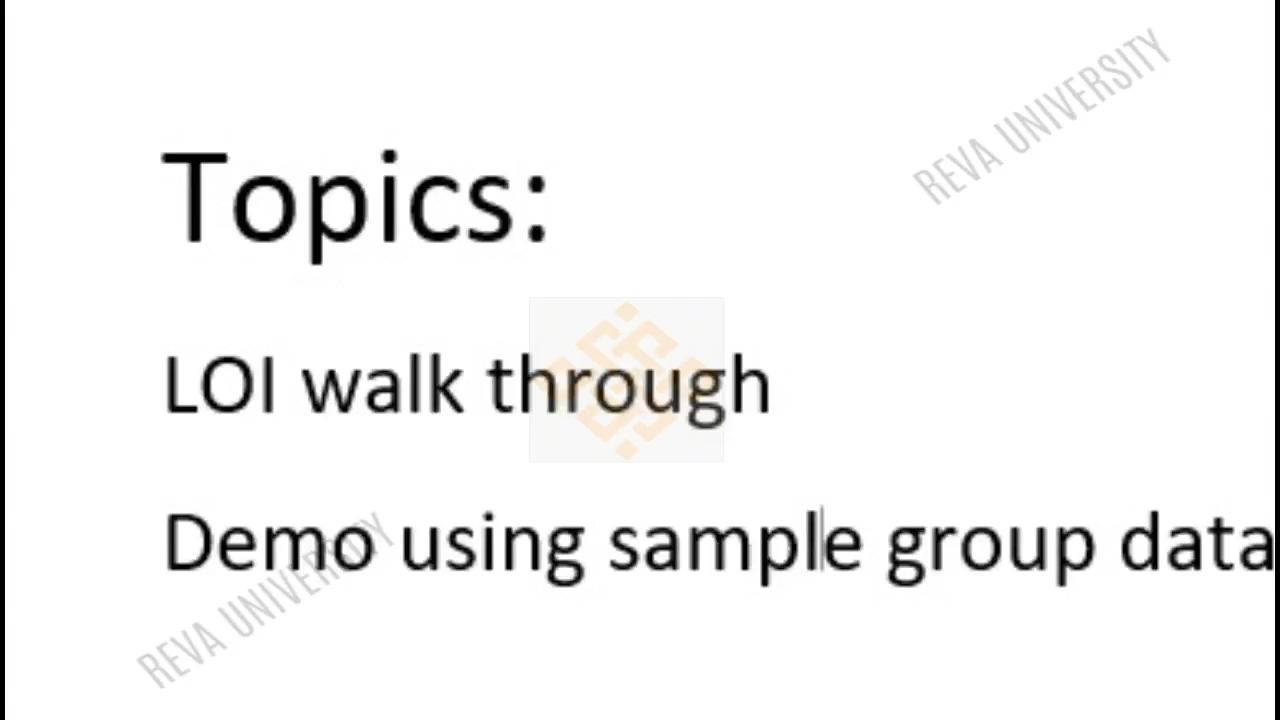 REVA UNIVERSITY
Topics:
LOI walk through
Demo using sample group data
REVA UNIVERSITY